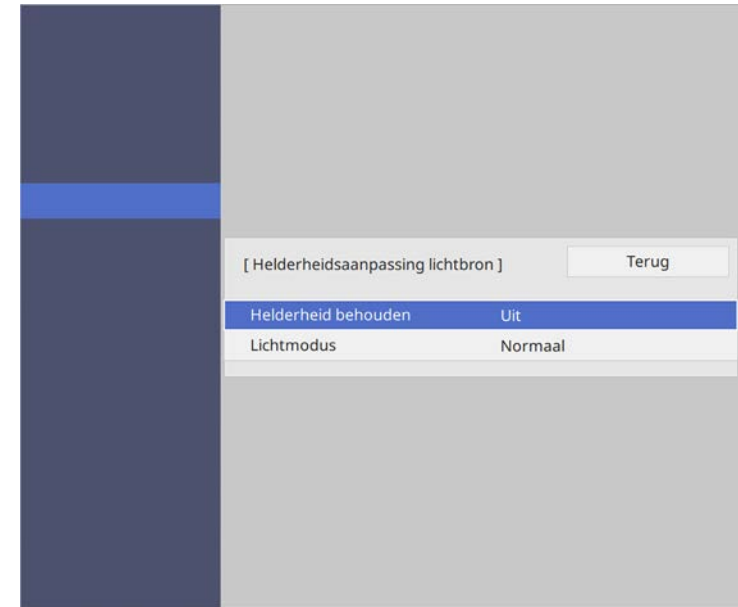 [ Helderheidsaanpassing lichtbron ] Terug
Helderheid behouden Uit
Lichtmodus Normaal